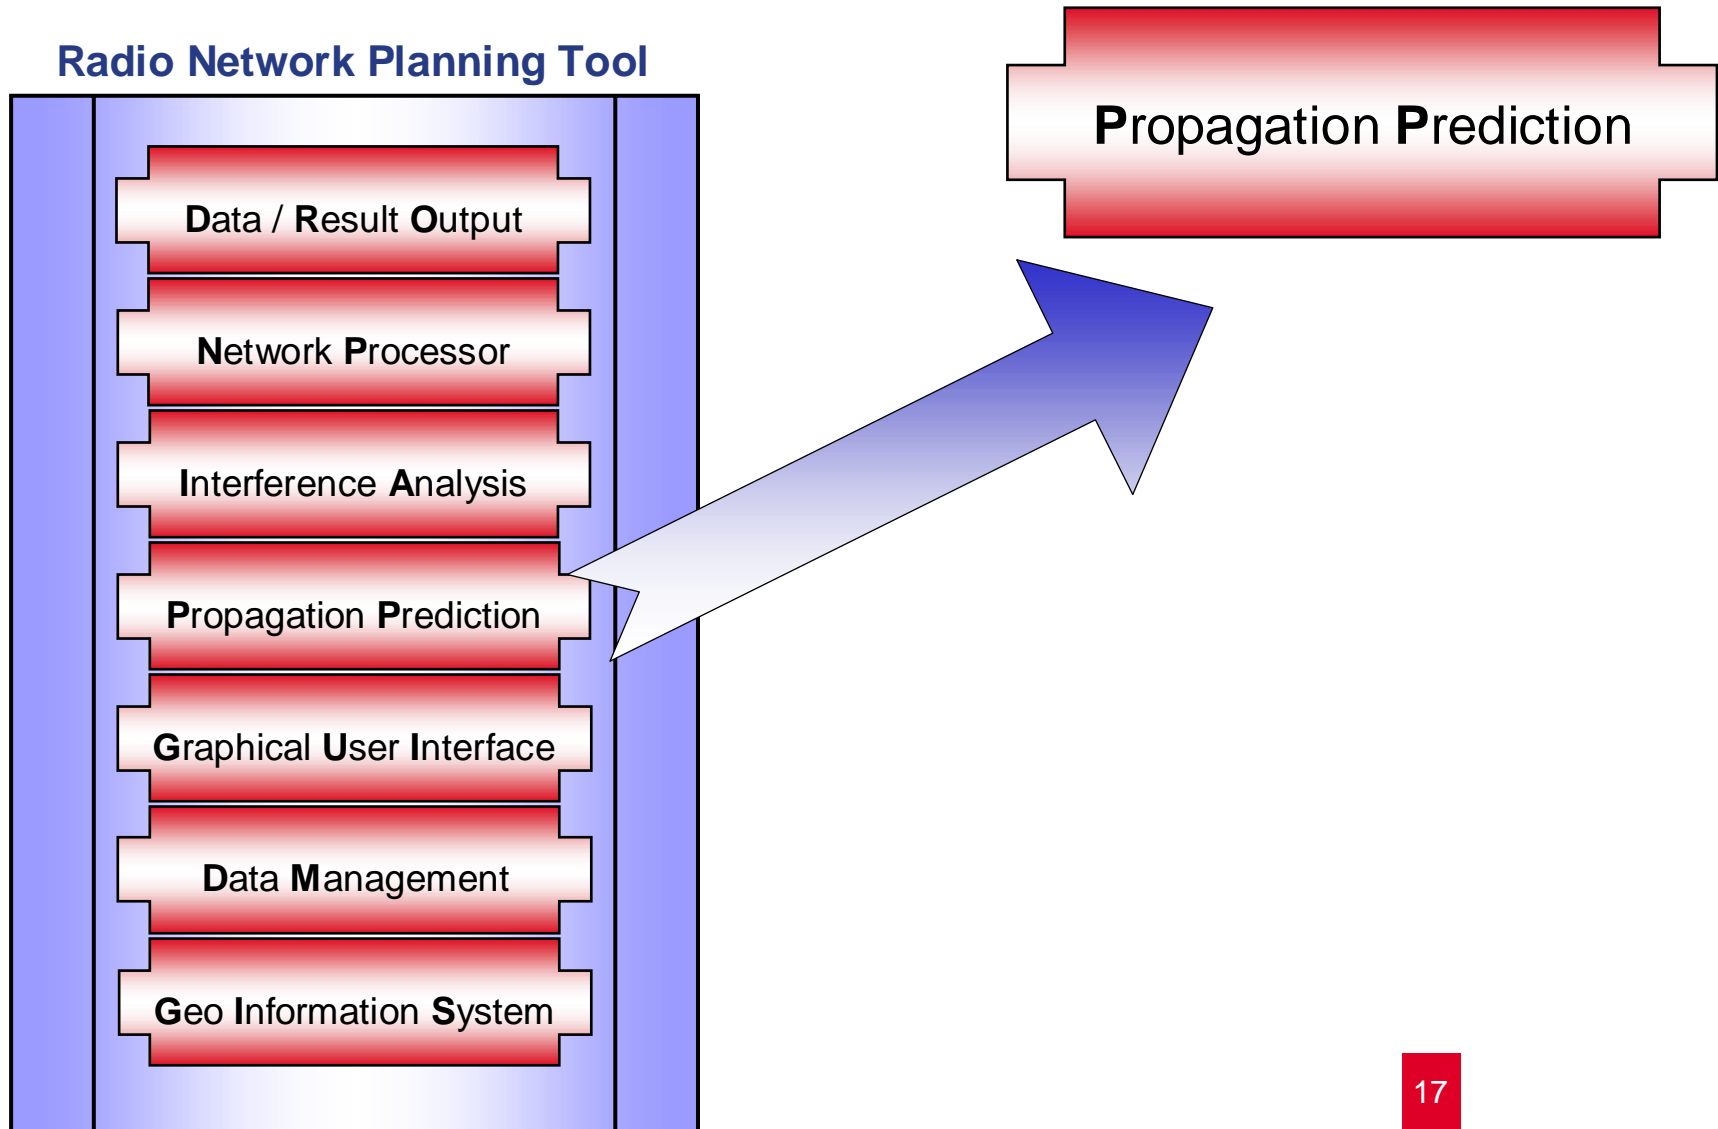 Radio Network Planning Tool
Data / Result Output
Network Processor
Interference Analysis
Propagation Prediction
Graphical User Interface
Data Management
Geo Information System
Propagation Prediction
17